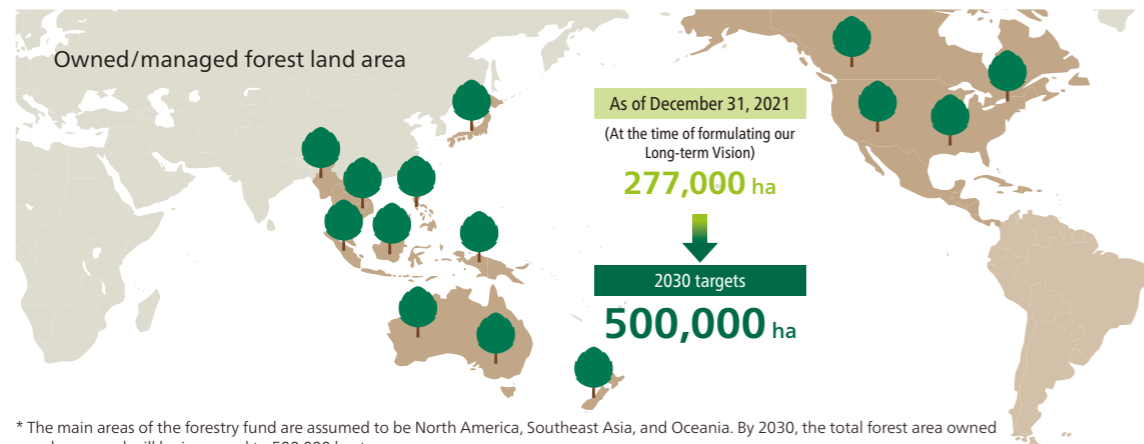 Owned/managed forest land area
As of December 31, 2021
(At the time of formulating our
Long-term Vision)
277,000 ha
2030 targets
500,000 ha
* The main areas of the forestry fund are assumed to be North America, Southeast Asia, and Oceania. By 2030, the total forest area owned